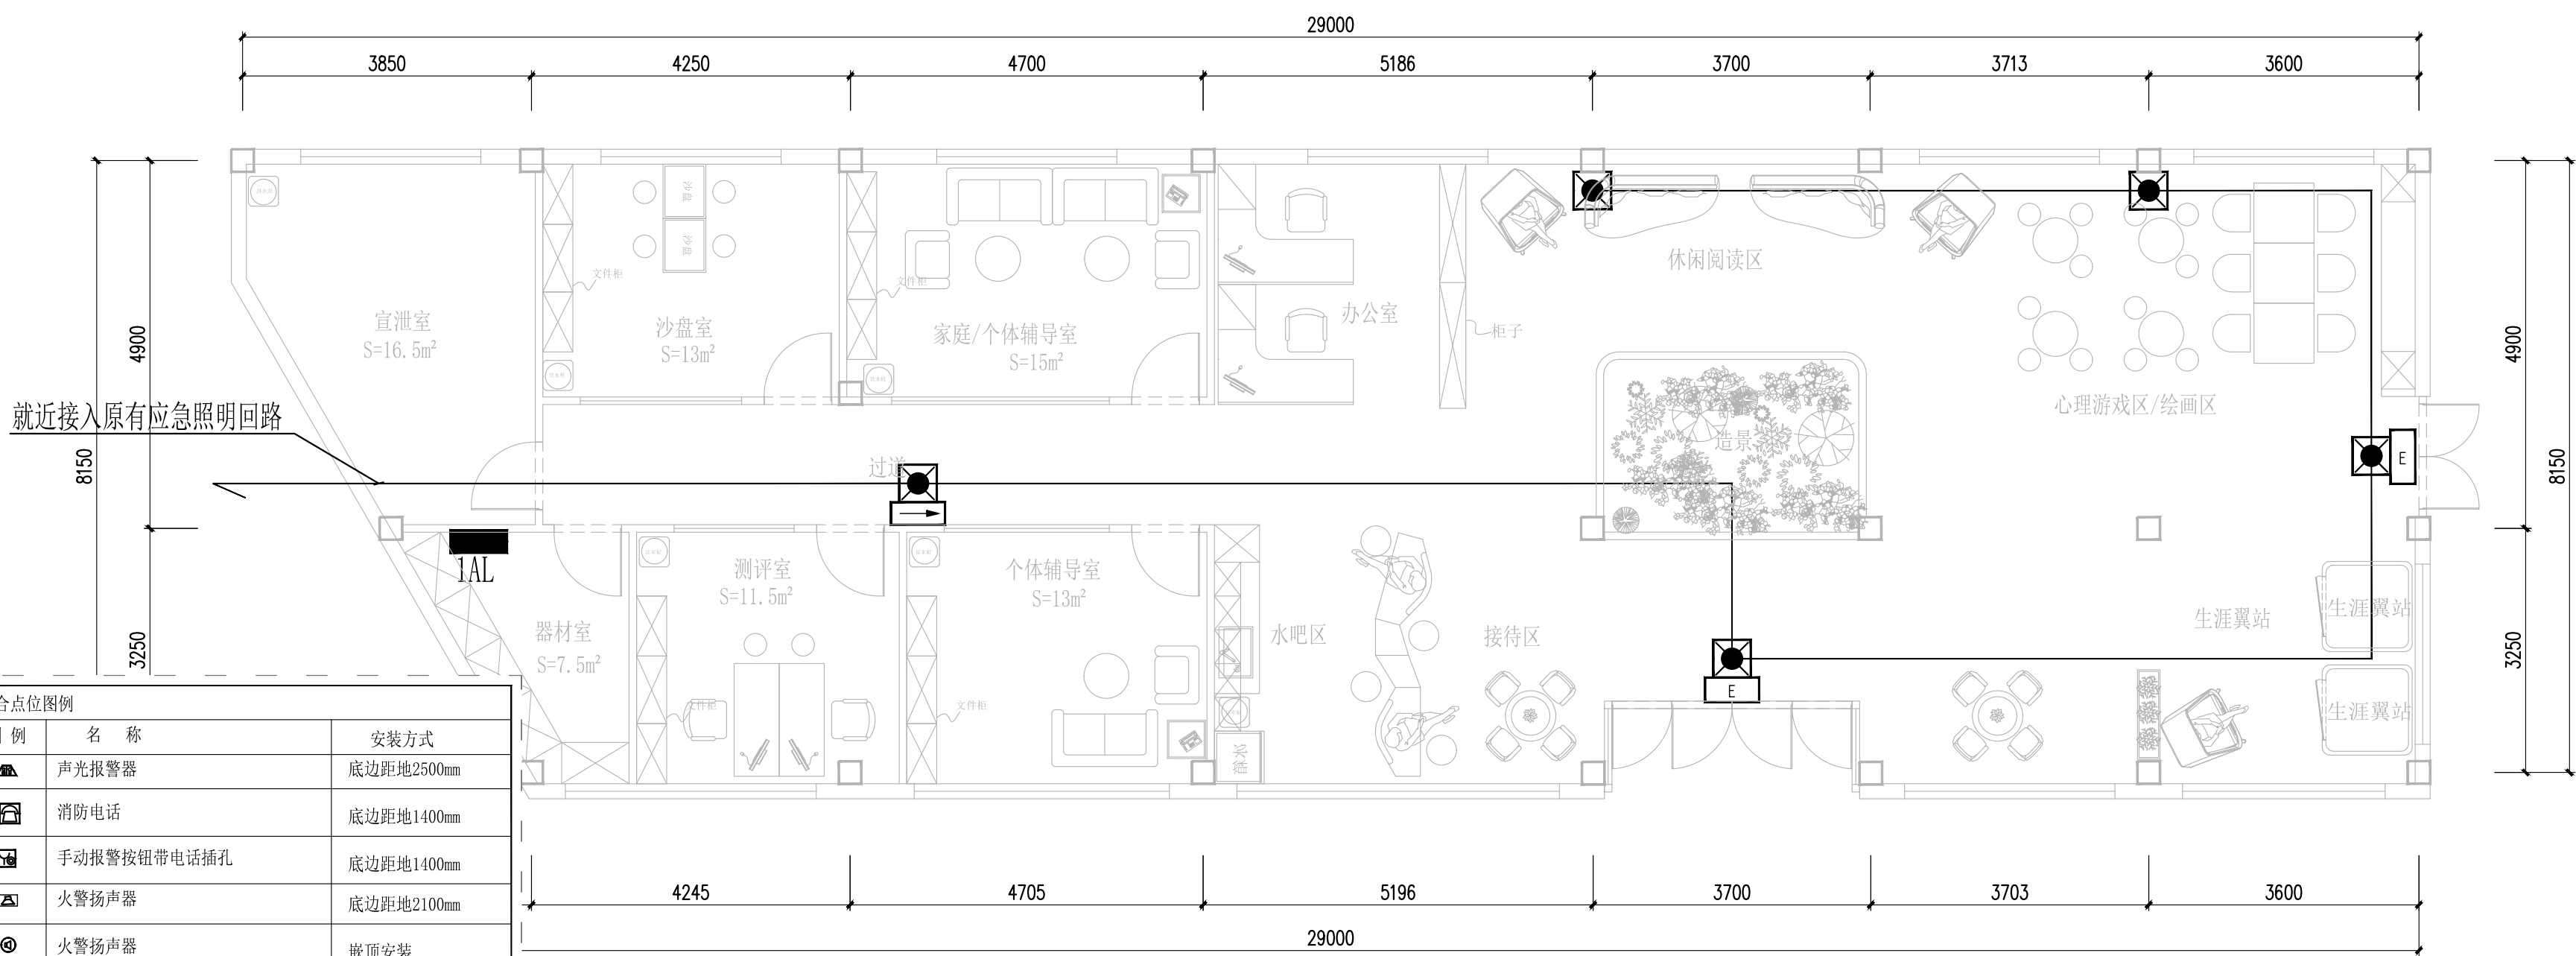 29000
3850
4250
4700
5186
3700
3713
3600
沙盘
沙盘
文件柜
文件柜
休闲阅读区
宣泄室
S=16.5m²
沙盘室
S=13m²
家庭/个体辅导室
S=15m²
办公室
柜子
4900
8150
4900
8150
就近接入原有应急照明回路
心理游戏区/绘画区
造景
过道
E
1AL
测评室
S=11.5m²
个体辅导室
S=13m²
器材室
S=7.5m²
水吧区
接待区
生涯翼站
生涯翼站
生涯翼站
3250
3250
E
文件柜
文件柜
合点位图例
例 名 称 安装方式
声光报警器 底边距地2500mm
消防电话 底边距地1400mm
手动报警按钮带电话插孔 底边距地1400mm
火警扬声器 底边距地2100mm
火警扬声器 嵌顶安装
4245
4705
5196
3700
3703
3600
29000